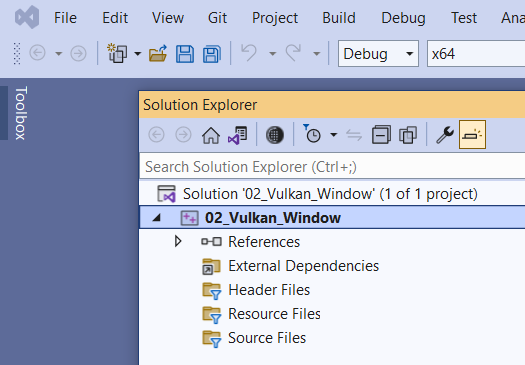 File Edit View Git Project Build Debug Test Ana
Debug x64
Toolbox
Solution Explorer
Search Solution Explorer (Ctrl+;)
Solution '02_Vulkan_Window' (1 of 1 project)
02_Vulkan_Window
References
External Dependencies
Header Files
Resource Files
Source Files